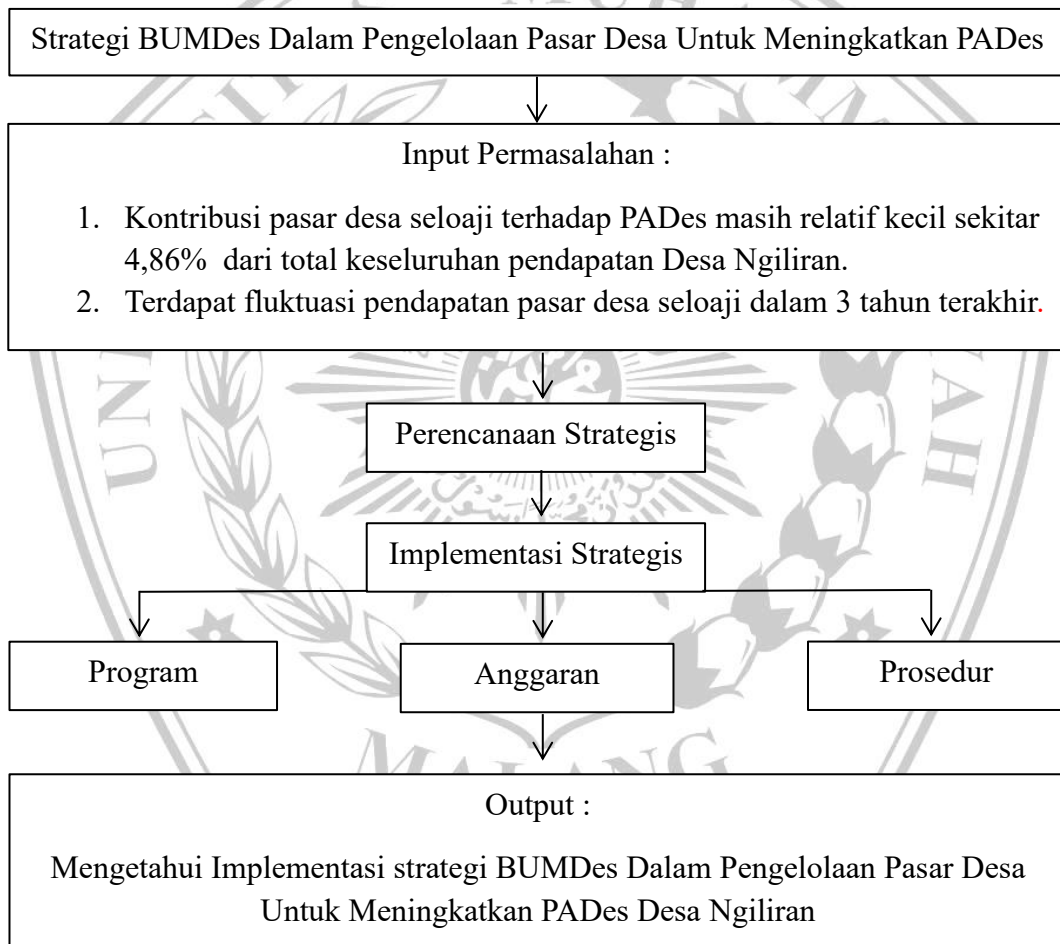 Strategi BUMDes Dalam Pengelolaan Pasar Desa Untuk Meningkatkan PADes
Input Permasalahan :
1. Kontribusi pasar desa seloaji terhadap PADes masih relatif kecil sekitar
4,86% dari total keseluruhan pendapatan Desa Ngiliran.
2. Terdapat fluktuasi pendapatan pasar desa seloaji dalam 3 tahun terakhir.
Perencanaan Strategis
Implementasi Strategis
Program
Anggaran
Prosedur
MALANG
Output :
Mengetahui Implementasi strategi BUMDes Dalam Pengelolaan Pasar Desa
Untuk Meningkatkan PADes Desa Ngiliran